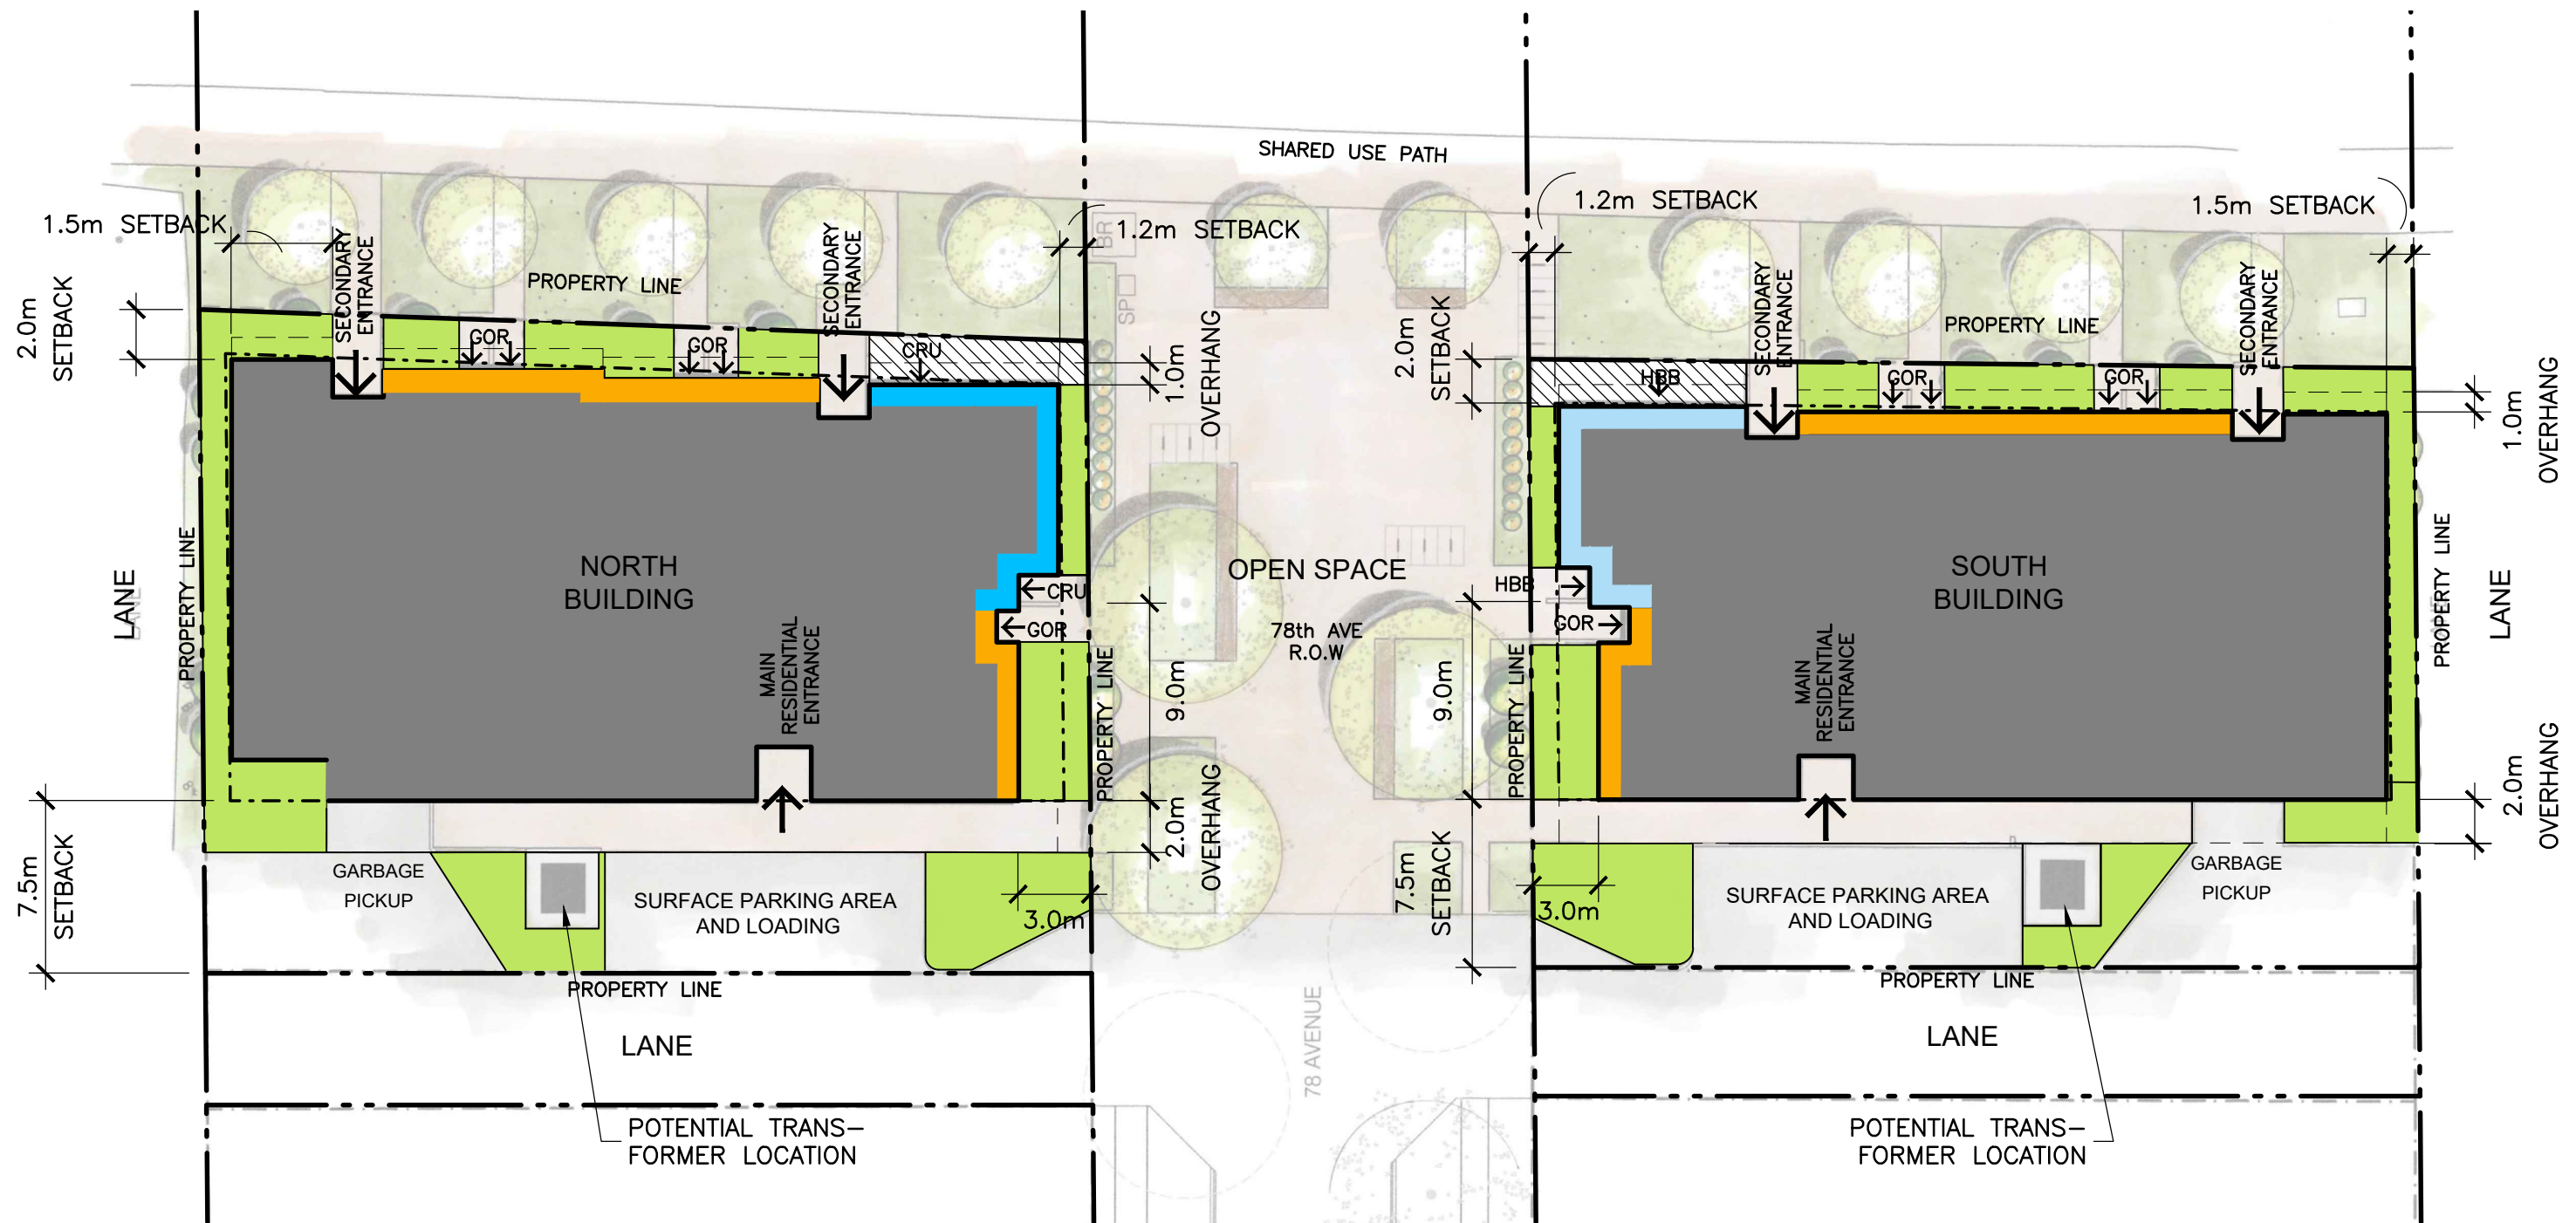 SHARED USE PATH
1.5m SETBACK
1.2m SETBACK
1.2m SETBACK
1.5m SETBACK
2.0m
SETBACK
SECONDARY
ENTRANCE
PROPERTY LINE
SECONDARY
ENTRANCE
BR
SP
GOR
GOR
CRU
1.0m
OVERHANG
2.0m
SETBACK
SECONDARY
ENTRANCE
PROPERTY LINE
SECONDARY
ENTRANCE
HBB
GOR
GOR
1.0m
OVERHANG
LANE
LANE
PROPERTY LINE
NORTH
BUILDING
CRU
GOR
OPEN SPACE
78th AVE
R.O.W
HBB
GOR
SOUTH
BUILDING
PROPERTY LINE
LANE
MAIN
RESIDENTIAL
ENTRANCE
PROPERTY LINE
9.0m
9.0m
PROPERTY LINE
MAIN
RESIDENTIAL
ENTRANCE
7.5m
SETBACK
2.0m
OVERHANG
7.5m
SETBACK
2.0m
OVERHANG
GARBAGE
PICKUP
SURFACE PARKING AREA
AND LOADING
3.0m
3.0m
SURFACE PARKING AREA
AND LOADING
GARBAGE
PICKUP
PROPERTY LINE
PROPERTY LINE
LANE
78 AVENUE
LANE
POTENTIAL TRANS-
FORMER LOCATION
POTENTIAL TRANS-
FORMER LOCATION